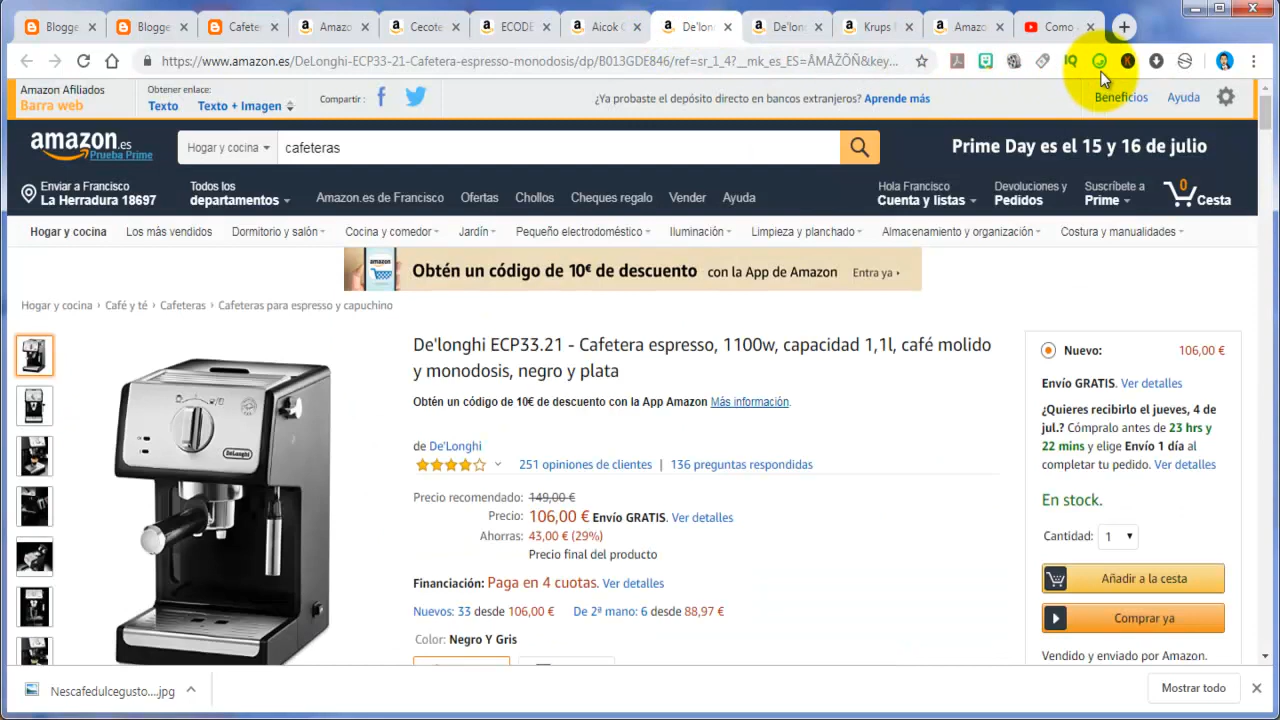 Blogge
Blogge
Cafete
Amazo
Cecote
ECODE
Aicok C
De'lon
De'lon
Krups
Amazo
Como
https://www.amazon.es/DeLonghi-ECP33-21-Cafetera-espresso-monodosis/dp/B013GDE846/ref=sr_1_4?__mk_es_ES=ÅMÅŽÕÑ&key...
Amazon Afiliados
Barra web
Obtener enlace:
Texto
Texto + Imagen
Compartir :
¿Ya probaste el depósito directo en bancos extranjeros? Aprende más
Beneficios
Ayuda
amazon.es
Prueba Prime
Hogar y cocina
cafeteras
Prime Day es el 15 y 16 de julio
Enviar a Francisco
La Herradura 18697
Todos los
departamentos
Amazon.es de Francisco
Ofertas
Chollos
Cheques regalo
Vender
Ayuda
Hola Francisco
Cuenta y listas
Devoluciones y
Pedidos
Suscríbete a
Prime
0
Cesta
Hogar y cocina
Los más vendidos
Dormitorio y salón
Cocina y comedor
Jardín
Pequeño electrodoméstico
Iluminación
Limpieza y planchado
Almacenamiento y organización
Costura y manualidades
amazon
Obtén un código de 10€ de descuento con la App de Amazon Entra ya ›
Hogar y cocina › Café y té › Cafeteras › Cafeteras para espresso y capuchino
DeLonghi
De'longhi ECP33.21 - Cafetera espresso, 1100w, capacidad 1,1l, café molido
y monodosis, negro y plata
Obtén un código de 10€ de descuento con la App Amazon Más información.
de De'Longhi
251 opiniones de clientes | 136 preguntas respondidas
Precio recomendado: 149,00 €
Precio: 106,00 € Envío GRATIS. Ver detalles
Ahorras: 43,00 € (29%)
Precio final del producto
Financiación: Paga en 4 cuotas. Ver detalles
Nuevos: 33 desde 106,00 € De 2ª mano: 6 desde 88,97 €
Color: Negro Y Gris
Nuevo: 106,00 €
Envío GRATIS. Ver detalles
¿Quieres recibirlo el jueves, 4 de
jul.? Cómpralo antes de 23 hrs y
22 mins y elige Envío 1 día al
completar tu pedido. Ver detalles
En stock.
Cantidad: 1
Añadir a la cesta
Comprar ya
Vendido y enviado por Amazon.
Nescafedulcegusto....jpg
Mostrar todo